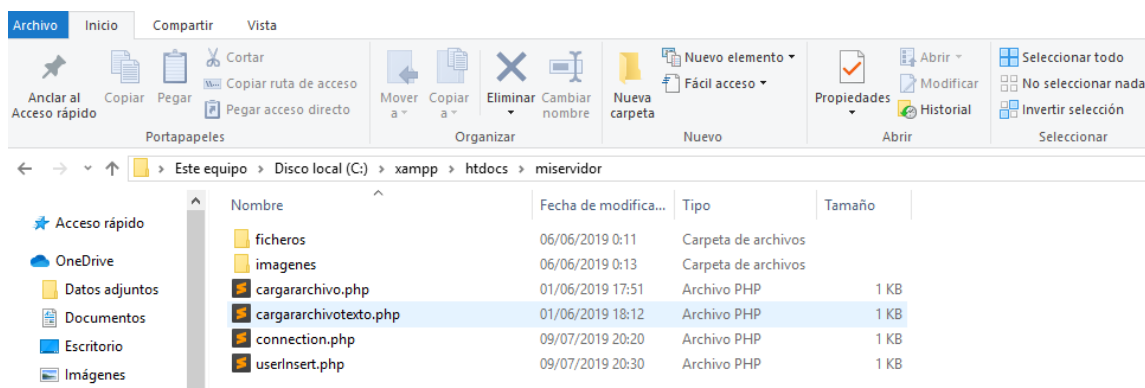 Archivo Inicio Compartir Vista
Anclar al Acceso rápido
Copiar
Pegar
Cortar
Copiar ruta de acceso
Pegar acceso directo
Portapapeles
Mover a
Copiar a
Eliminar
Cambiar nombre
Organizar
Nueva carpeta
Nuevo elemento
Fácil acceso
Nuevo
Propiedades
Abrir
Modificar
Historial
Abrir
Seleccionar todo
No seleccionar nada
Invertir selección
Seleccionar
Este equipo > Disco local (C:) > xampp > htdocs > miservidor
Acceso rápido
OneDrive
Datos adjuntos
Documentos
Escritorio
Imágenes
Nombre Fecha de modifica... Tipo Tamaño
ficheros 06/06/2019 0:11 Carpeta de archivos
imagenes 06/06/2019 0:13 Carpeta de archivos
cargararchivo.php 01/06/2019 17:51 Archivo PHP 1 KB
cargararchivotexto.php 01/06/2019 18:12 Archivo PHP 1 KB
connection.php 09/07/2019 20:20 Archivo PHP 1 KB
userInsert.php 09/07/2019 20:30 Archivo PHP 1 KB